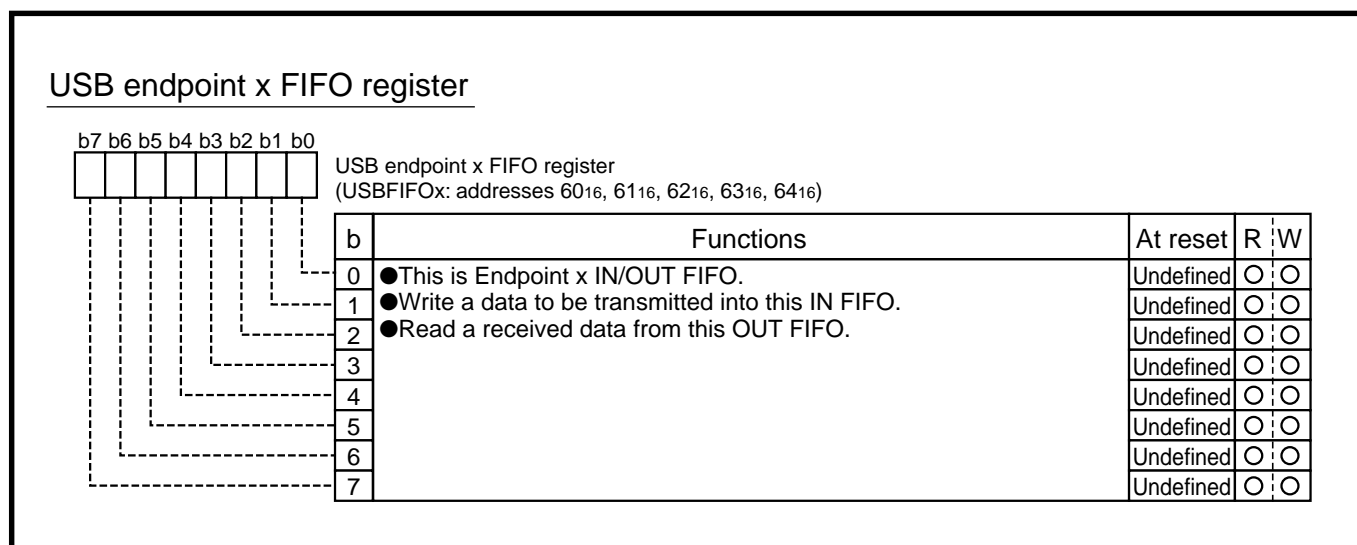 USB endpoint x FIFO register
b7 b6 b5 b4 b3 b2 b1 b0
USB endpoint x FIFO register
(USBFIFOx: addresses 6016, 6116, 6216, 6316, 6416)
b Functions At reset R W
0 ●This is Endpoint x IN/OUT FIFO. Undefined O O
1 ●Write a data to be transmitted into this IN FIFO. Undefined O O
2 ●Read a received data from this OUT FIFO. Undefined O O
3 Undefined O O
4 Undefined O O
5 Undefined O O
6 Undefined O O
7 Undefined O O